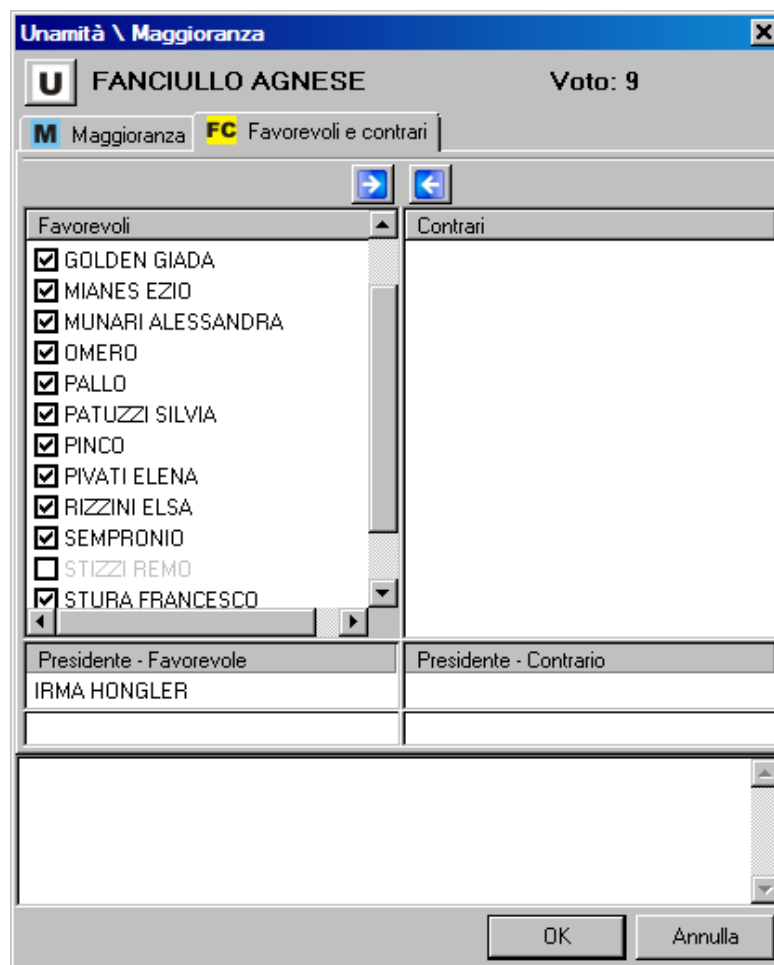 Unamità \ Maggioranza
U FANCIULLO AGNESE Voto: 9
M Maggioranza FC Favorevoli e contrari
Favorevoli Contrari
GOLDEN GIADA
MIANES EZIO
MUNARI ALESSANDRA
OMERO
PALLO
PATUZZI SILVIA
PINCO
PIVATI ELENA
RIZZINI ELSA
SEMPRONIO
STIZZI REMO
STURA FRANCESCO
Presidente - Favorevole Presidente - Contrario
IRMA HONGLER
OK Annulla